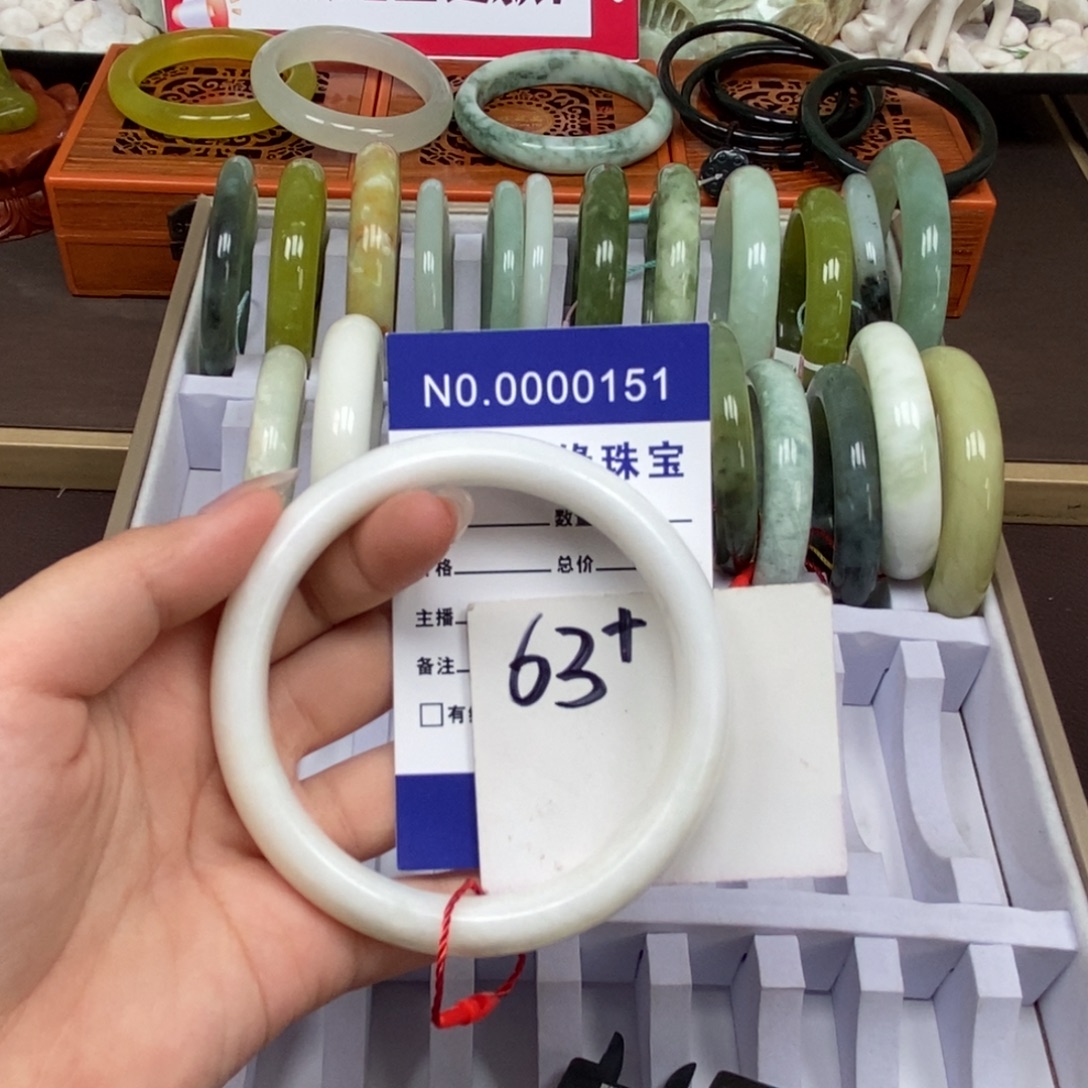 N0.0000151
珠宝
数
格 总价
主播
63+
备注
有